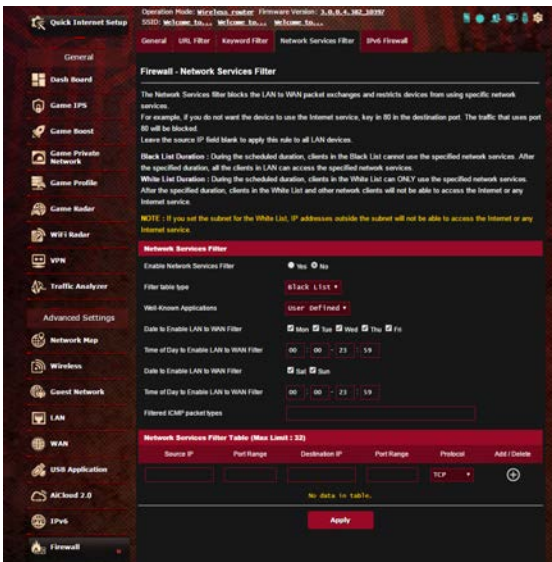 Quick Internet Setup
General
Dash Board
Game IPS
Game Boost
Game Private
Network
Game Profile
Game Radar
WiFi Radar
VPN
Traffic Analyzer
Advanced Settings
Network Map
Wireless
Guest Network
LAN
WAN
USB Application
AiCloud 2.0
IPv6
Firewall
Operation Mode: Wireless router Firmware Version: 3.0.0.4.382_18397
SSID: Welcome to... Welcome to... Welcome to...
General URL Filter Keyword Filter Network Services Filter IPv6 Firewall
Firewall - Network Services Filter
The Network Services filter blocks the LAN to WAN packet exchanges and restricts devices from using specific network
services.
For example, if you do not want the device to use the Internet service, key in 80 in the destination port. The traffic that uses port
80 will be blocked.
Leave the source IP field blank to apply this rule to all LAN devices.
Black List Duration : During the scheduled duration, clients in the Black List cannot use the specified network services. After
the specified duration, all the clients in LAN can access the specified network services.
White List Duration : During the scheduled duration, clients in the White List can ONLY use the specified network services.
After the specified duration, clients in the White List and other network clients will not be able to access the Internet or any
Internet service.
NOTE : If you set the subnet for the White List, IP addresses outside the subnet will not be able to access the Internet or any
Internet service.
Network Services Filter
Enable Network Services Filter Yes No
Filter table type Black List
Well-Known Applications User Defined
Date to Enable LAN to WAN Filter Mon Tue Wed Thu Fri
Time of Day to Enable LAN to WAN Filter 00 : 00 - 23 : 59
Date to Enable LAN to WAN Filter Sat Sun
Time of Day to Enable LAN to WAN Filter 00 : 00 - 23 : 59
Filtered ICMP packet types
Network Services Filter Table (Max Limit : 32)
Source IP Port Range Destination IP Port Range Protocol Add / Delete
TCP
No data in table.
Apply